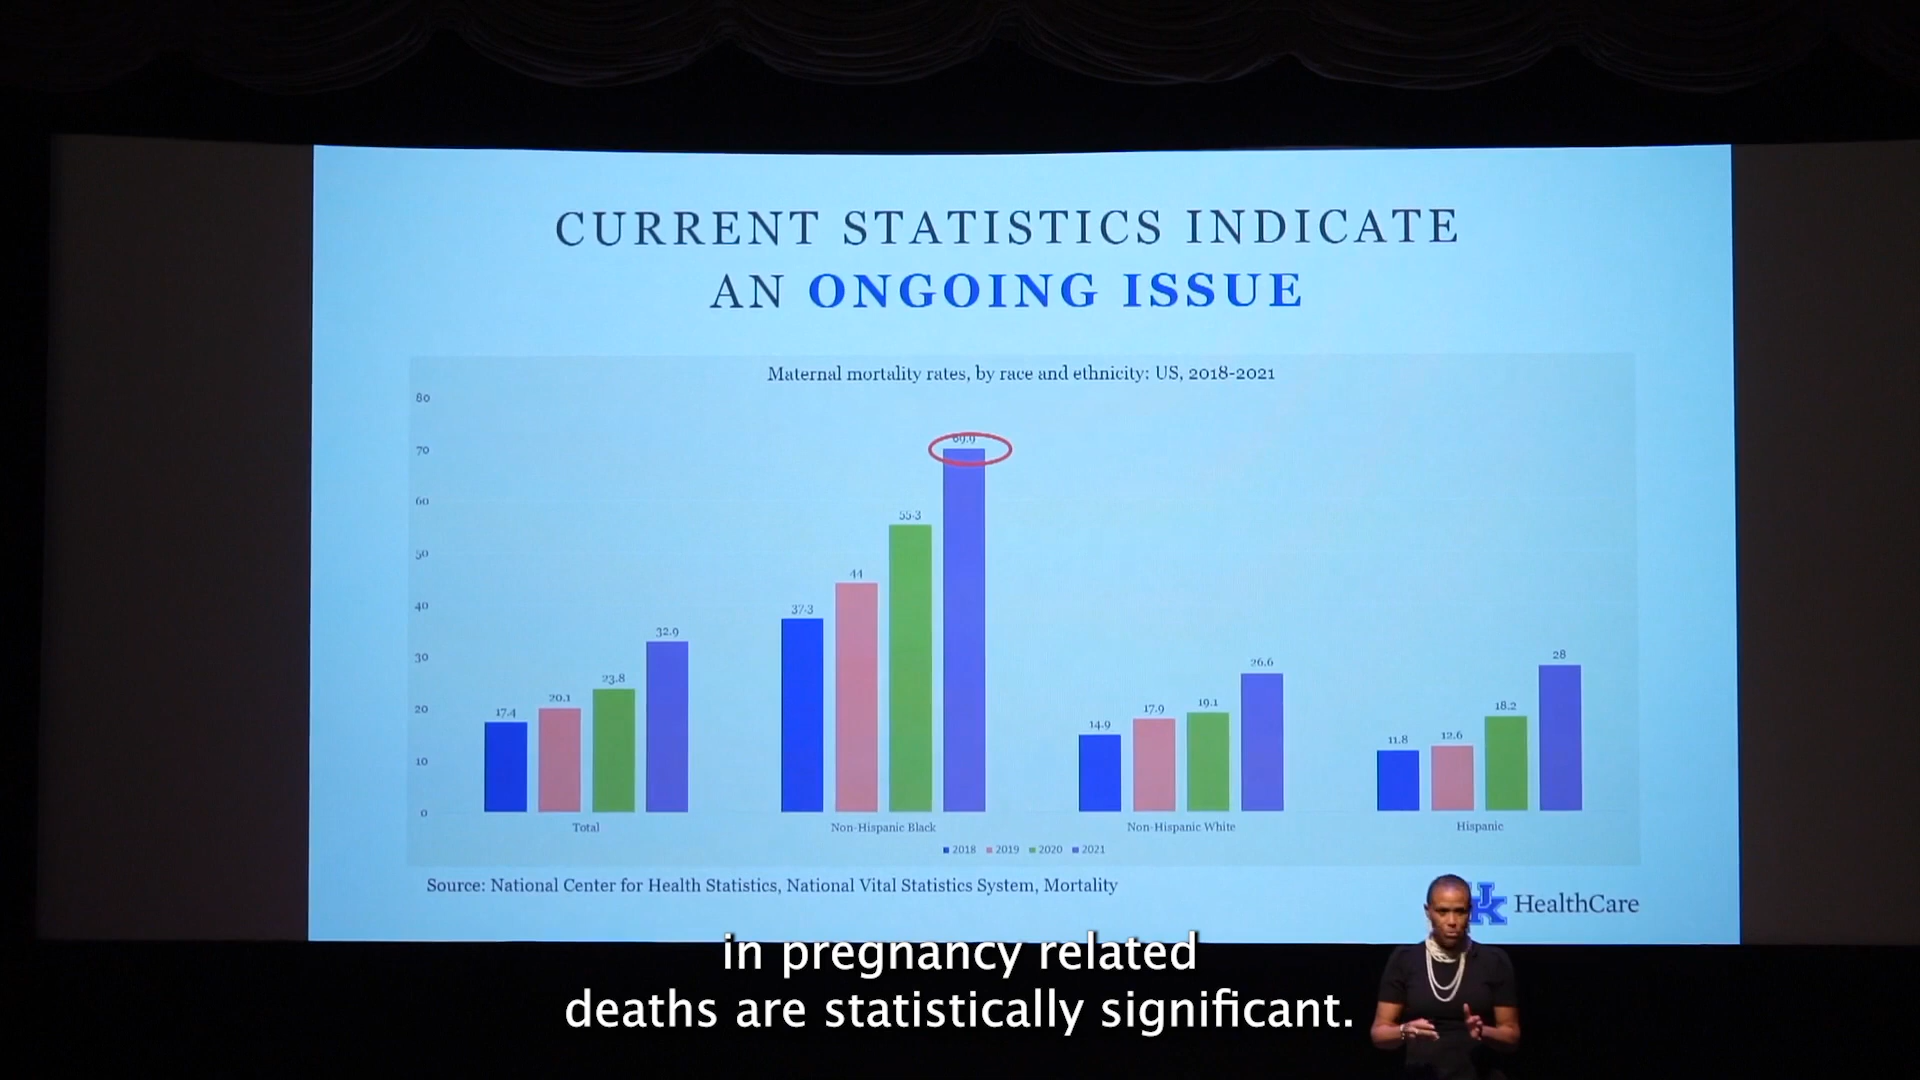 CURRENT STATISTICS INDICATE
AN ONGOING ISSUE
Maternal mortality rates, by race and ethnicity: US, 2018-2021
80
70
60
50
40
30
20
10
0
17.4
20.1
23.8
32.9
37.3
44
55.3
69.9
14.9
17.9
19.1
26.6
11.8
12.6
18.2
28
Total
Non-Hispanic Black
Non-Hispanic White
Hispanic
2018 2019 2020 2021
Source: National Center for Health Statistics, National Vital Statistics System, Mortality
UK HealthCare
in pregnancy related
deaths are statistically significant.